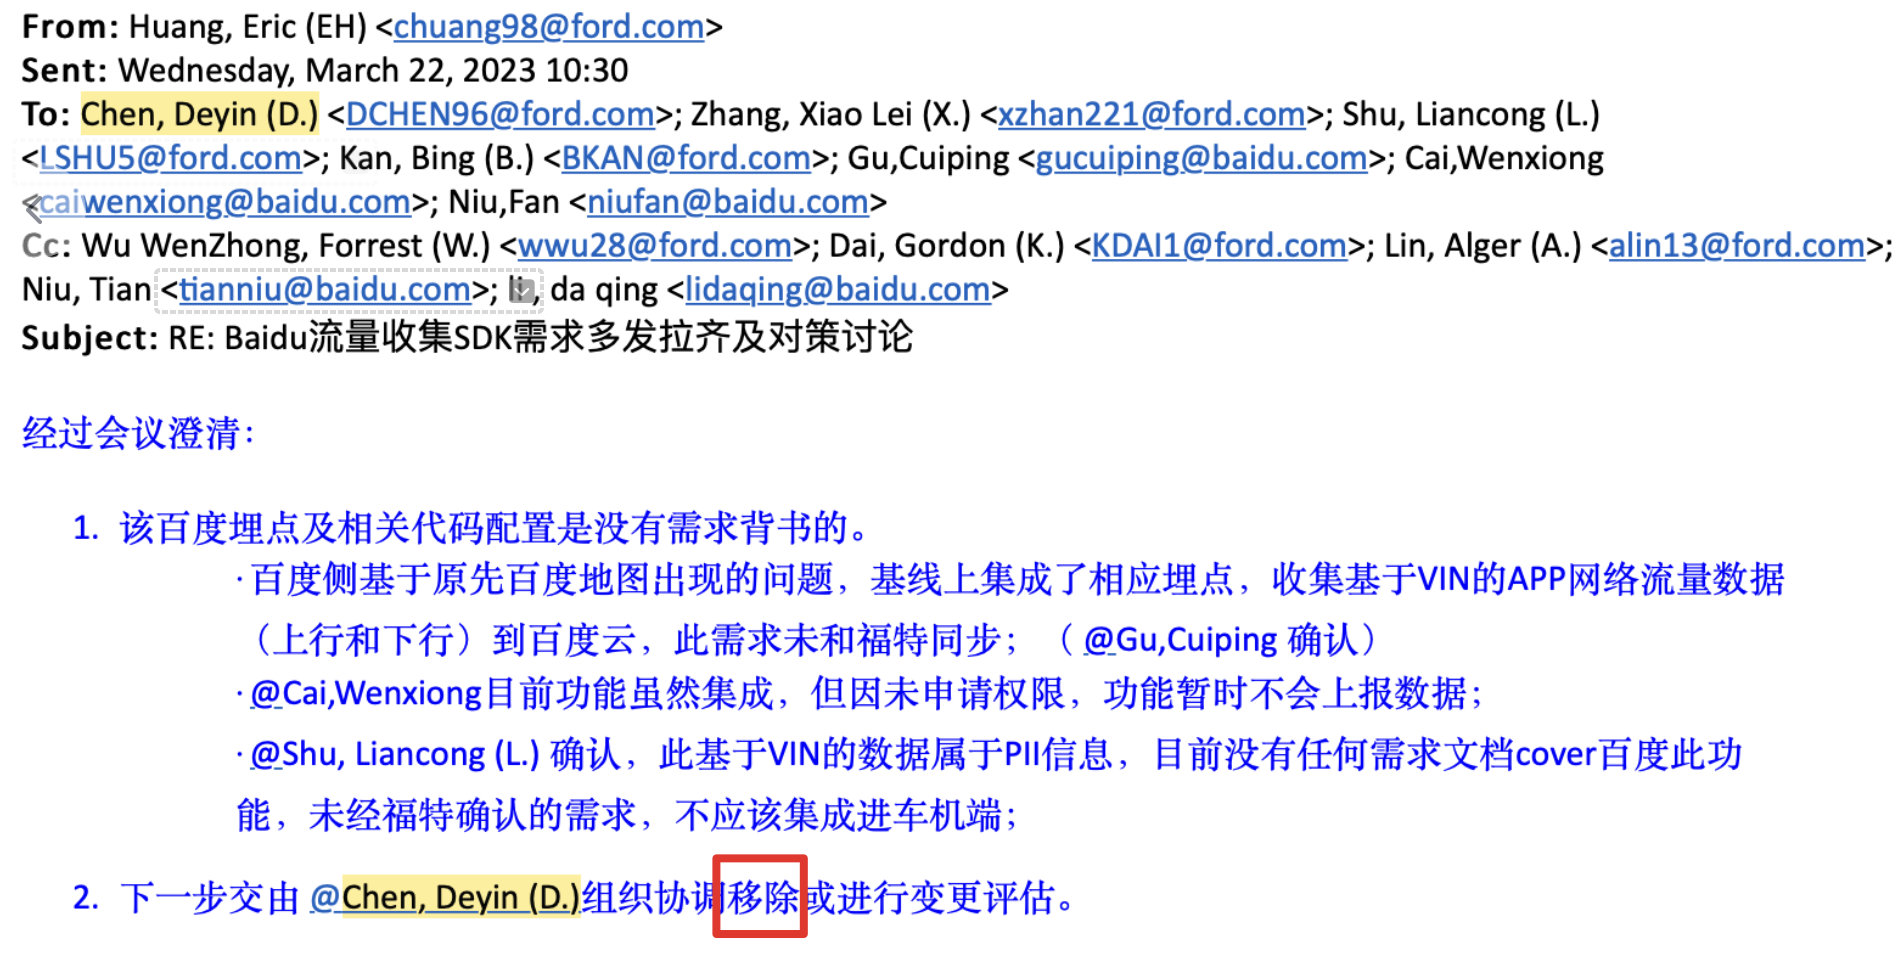 From: Huang, Eric (EH) <chuang98@ford.com>
Sent: Wednesday, March 22, 2023 10:30
To: Chen, Deyin (D.) <DCHEN96@ford.com>; Zhang, Xiao Lei (X.) <xzhan221@ford.com>; Shu, Liancong (L.)
<LSHU5@ford.com>; Kan, Bing (B.) <BKAN@ford.com>; Gu,Cuiping <gucuiping@baidu.com>; Cai,Wenxiong
<caiwenxiong@baidu.com>; Niu,Fan <niufan@baidu.com>
Cc: Wu WenZhong, Forrest (W.) <wwu28@ford.com>; Dai, Gordon (K.) <KDAI1@ford.com>; Lin, Alger (A.) <alin13@ford.com>;
Niu, Tian <tianniu@baidu.com>; li, da qing <lidaqing@baidu.com>
Subject: RE: Baidu流量收集SDK需求多发拉齐及对策讨论
经过会议澄清：
1. 该百度埋点及相关代码配置是没有需求背书的。
·百度侧基于原先百度地图出现的问题，基线上集成了相应埋点，收集基于VIN的APP网络流量数据
（上行和下行）到百度云，此需求未和福特同步；（ @Gu,Cuiping 确认）
·@Cai,Wenxiong目前功能虽然集成，但因未申请权限，功能暂时不会上报数据；
·@Shu, Liancong (L.) 确认，此基于VIN的数据属于PII信息，目前没有任何需求文档cover百度此功
能，未经福特确认的需求，不应该集成进车机端；
2. 下一步交由 @Chen, Deyin (D.)组织协调移除或进行变更评估。